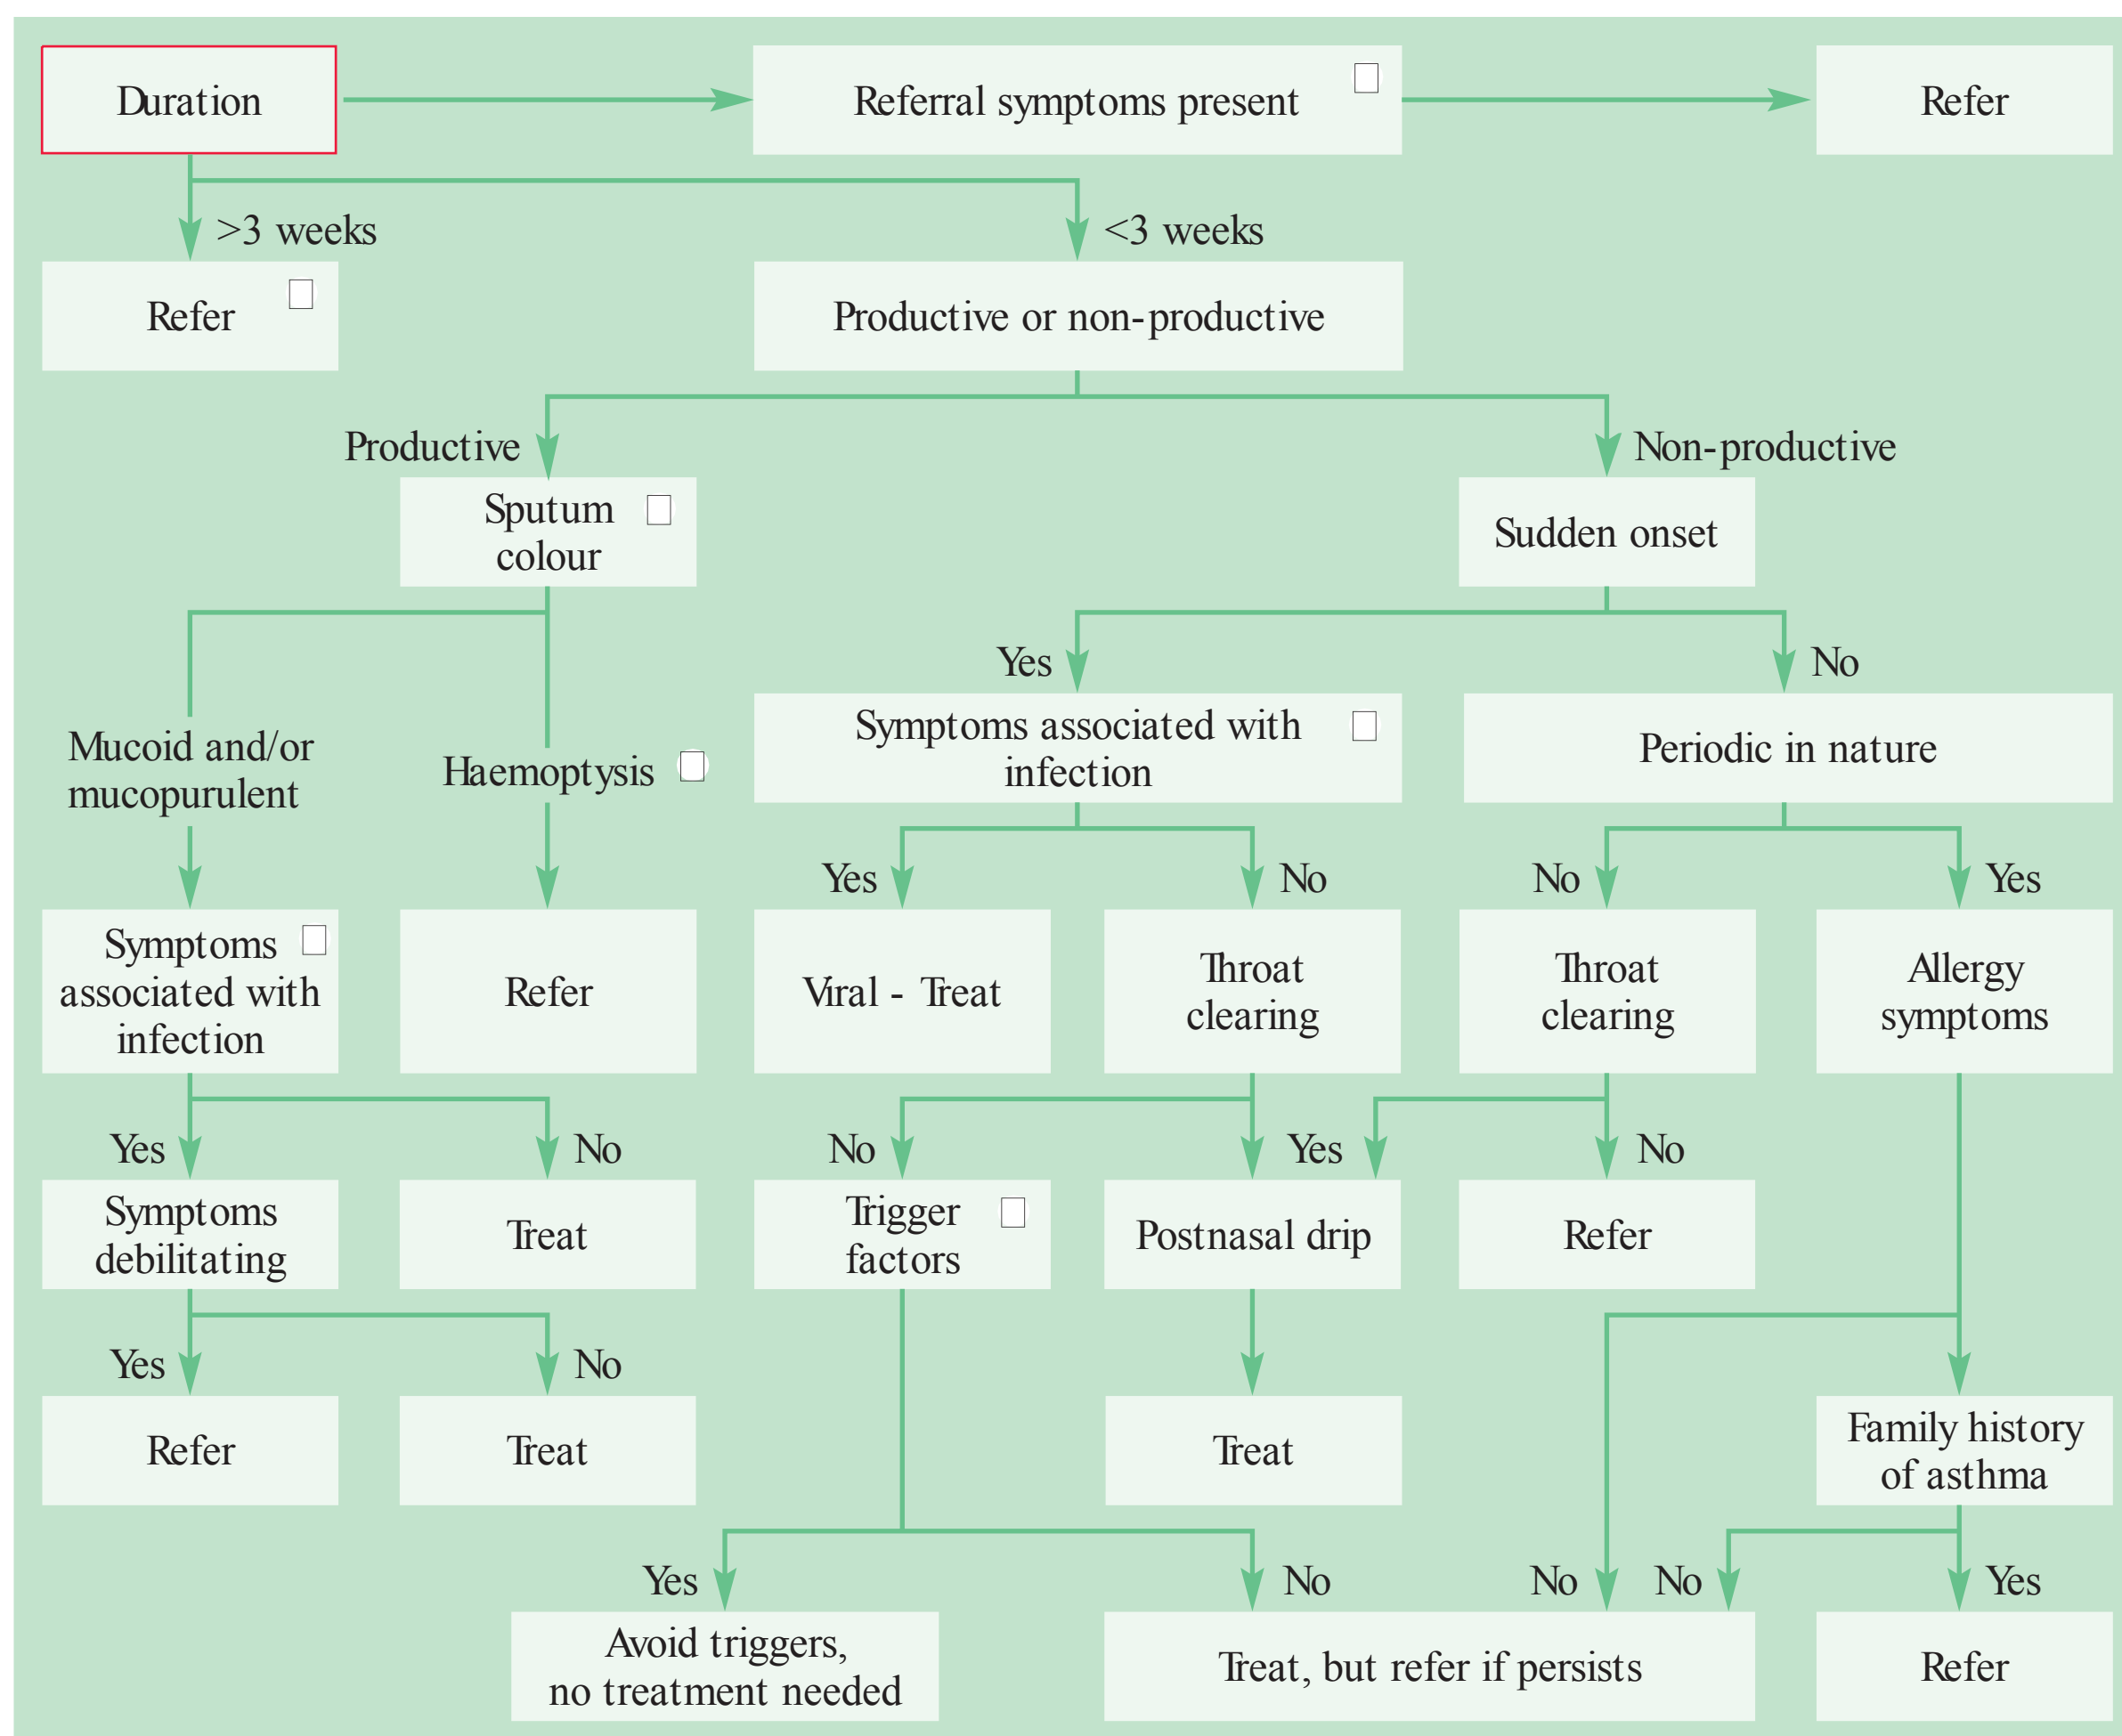 Duration
Referral symptoms present
Refer
>3 weeks
<3 weeks
Refer
Productive or non-productive
Productive
Non-productive
Sputum
colour
Sudden onset
Yes
No
Mucoid and/or
mucopurulent
Haemoptysis
Symptoms associated with
infection
Periodic in nature
Yes
No
No
Yes
Symptoms
associated with
infection
Refer
Viral - Treat
Throat
clearing
Throat
clearing
Allergy
symptoms
Yes
No
No
Yes
No
Symptoms
debilitating
Treat
Trigger
factors
Postnasal drip
Refer
Yes
No
Refer
Treat
Treat
Family history
of asthma
Yes
No
No
No
Yes
Avoid triggers,
no treatment needed
Treat, but refer if persists
Refer